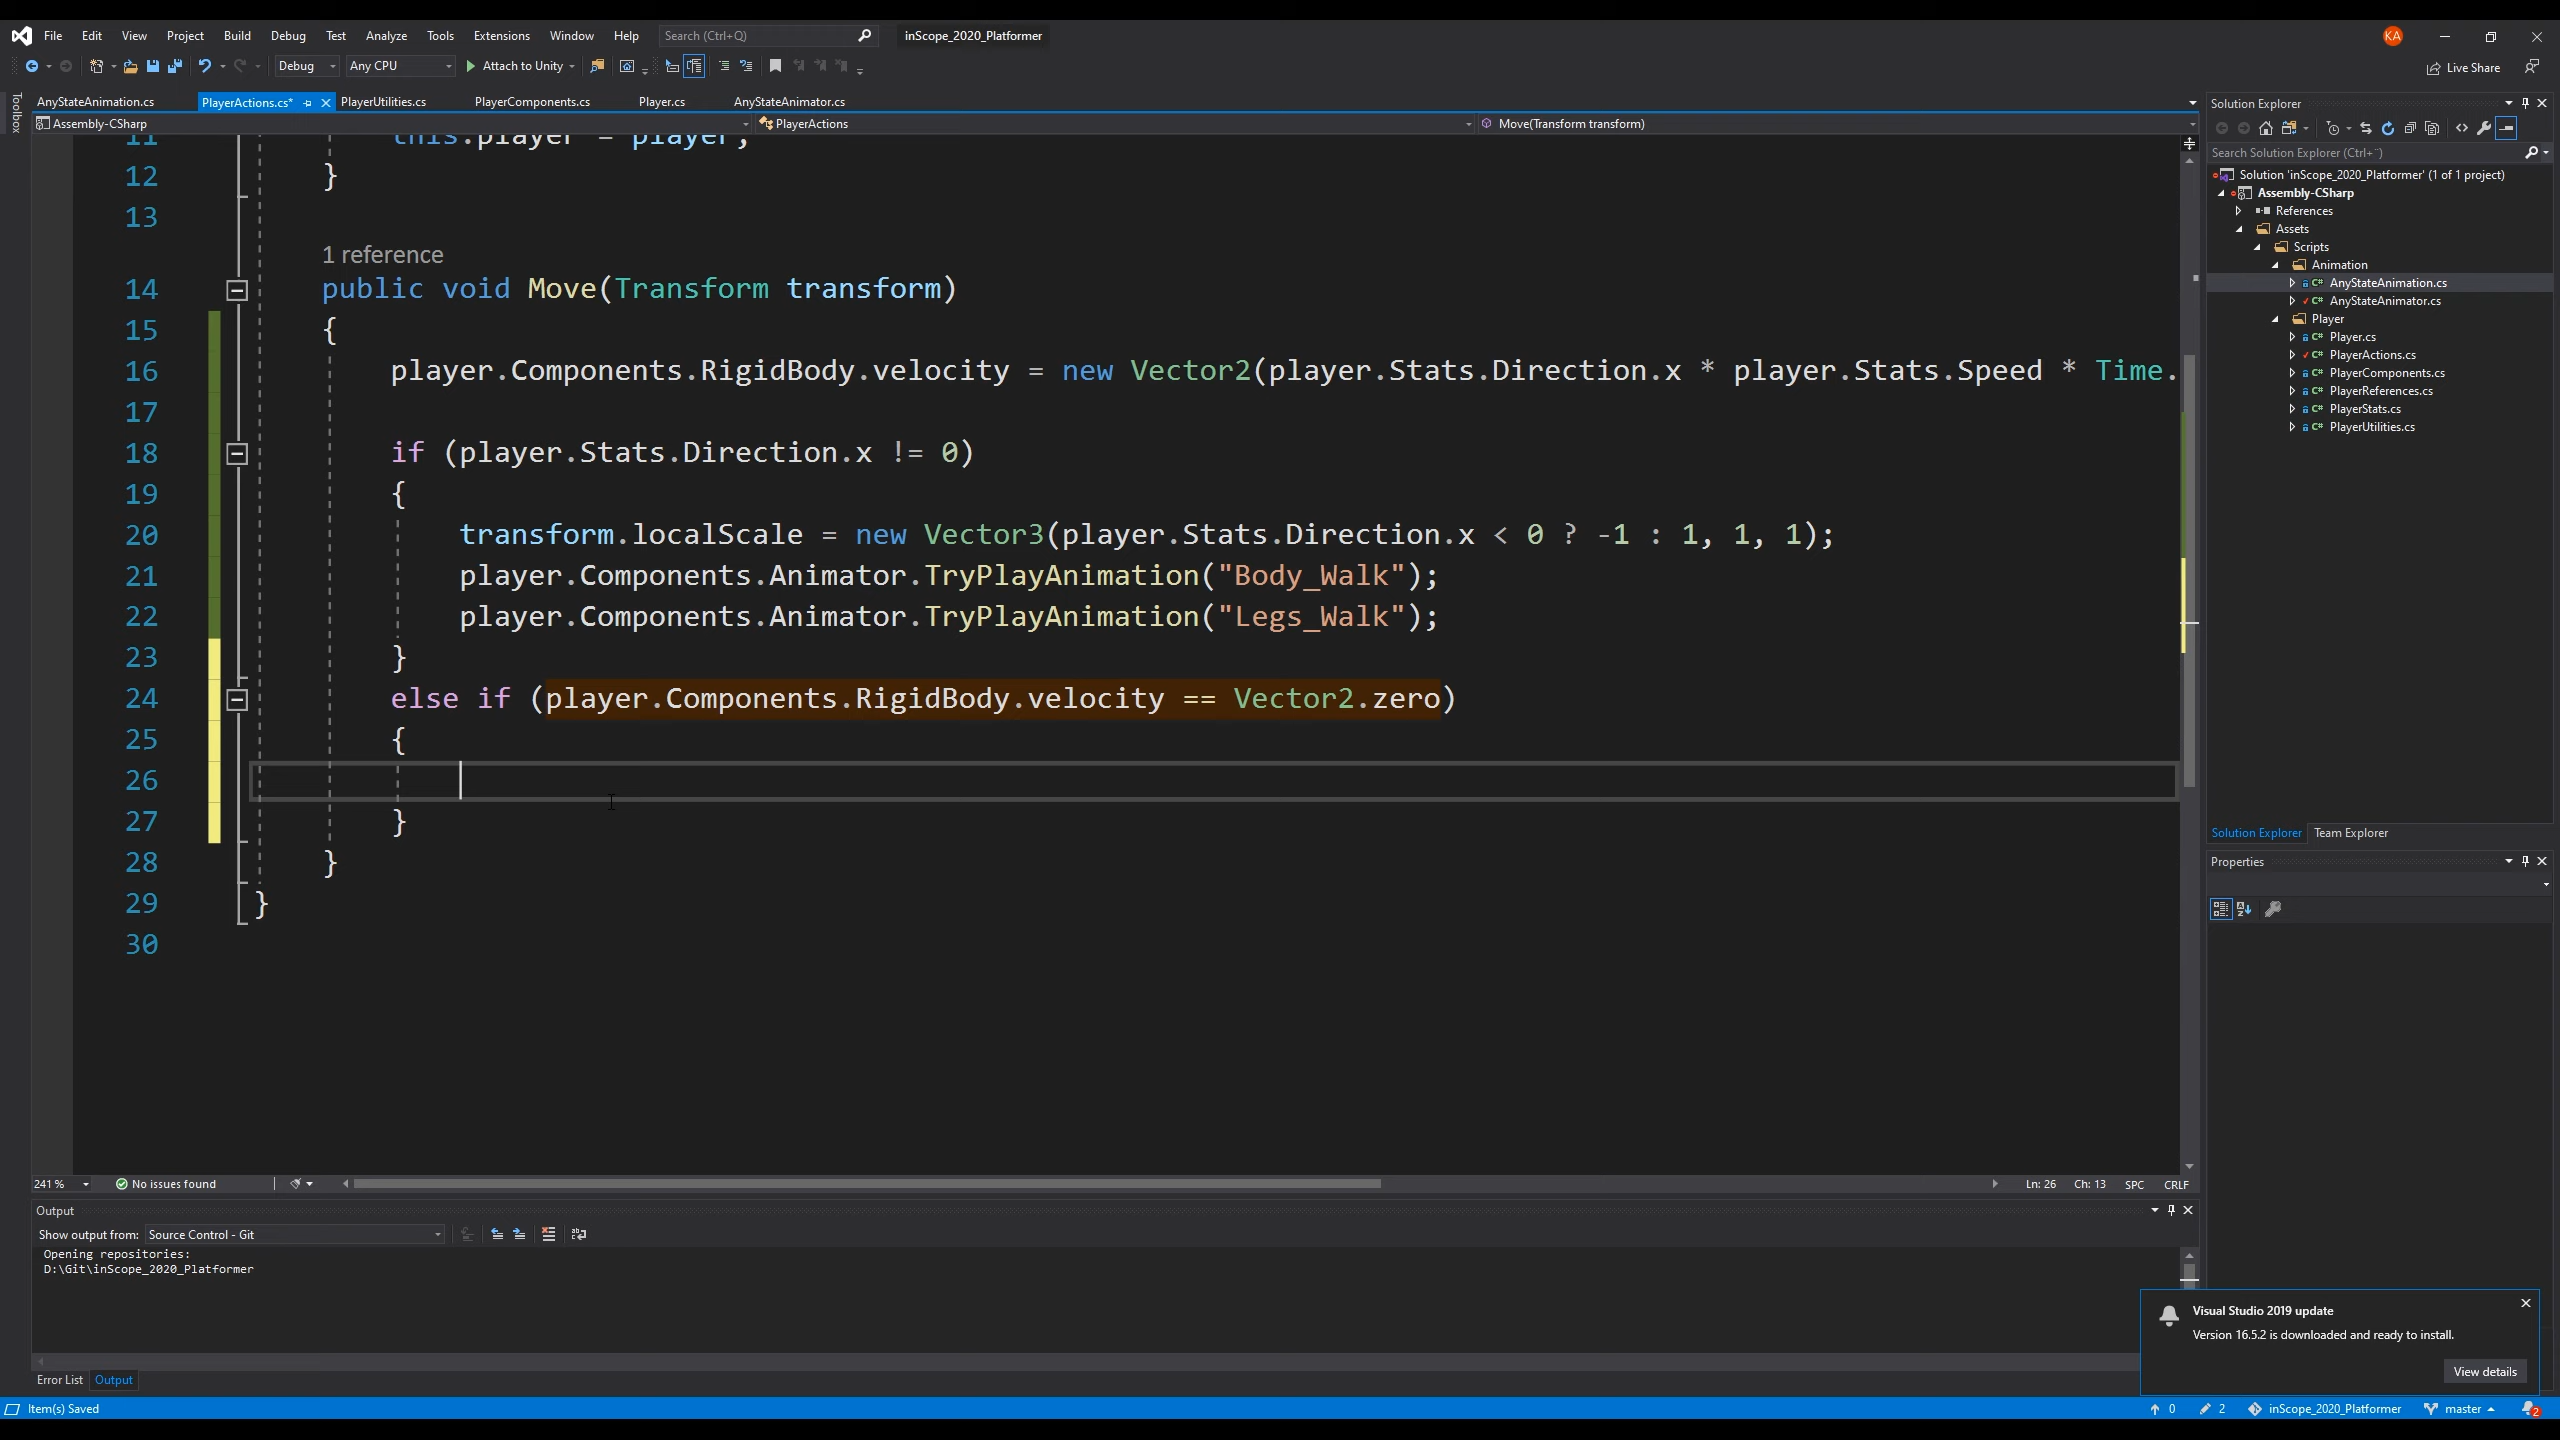 File Edit View Project Build Debug Test Analyze Tools Extensions Window Help Search (Ctrl+Q) inScope_2020_Platformer KA
Debug Any CPU Attach to Unity Live Share
Toolbox
AnyStateAnimation.cs PlayerActions.cs* PlayerUtilities.cs PlayerComponents.cs Player.cs AnyStateAnimator.cs
Assembly-CSharp PlayerActions Move(Transform transform)
11 this.player = player;
12 }
13
1 reference
14 public void Move(Transform transform)
15 {
16 player.Components.RigidBody.velocity = new Vector2(player.Stats.Direction.x * player.Stats.Speed * Time.
17
18 if (player.Stats.Direction.x != 0)
19 {
20 transform.localScale = new Vector3(player.Stats.Direction.x < 0 ? -1 : 1, 1, 1);
21 player.Components.Animator.TryPlayAnimation("Body_Walk");
22 player.Components.Animator.TryPlayAnimation("Legs_Walk");
23 }
24 else if (player.Components.RigidBody.velocity == Vector2.zero)
25 {
26
27 }
28 }
29 }
30
241 % No issues found Ln: 26 Ch: 13 SPC CRLF
Output
Show output from: Source Control - Git
Opening repositories:
D:\Git\inScope_2020_Platformer
Error List Output
Item(s) Saved 0 2 inScope_2020_Platformer master 2
Solution Explorer
Search Solution Explorer (Ctrl+¨)
Solution 'inScope_2020_Platformer' (1 of 1 project)
Assembly-CSharp
References
Assets
Scripts
Animation
AnyStateAnimation.cs
AnyStateAnimator.cs
Player
Player.cs
PlayerActions.cs
PlayerComponents.cs
PlayerReferences.cs
PlayerStats.cs
PlayerUtilities.cs
Solution Explorer Team Explorer
Properties
Visual Studio 2019 update
Version 16.5.2 is downloaded and ready to install.
View details